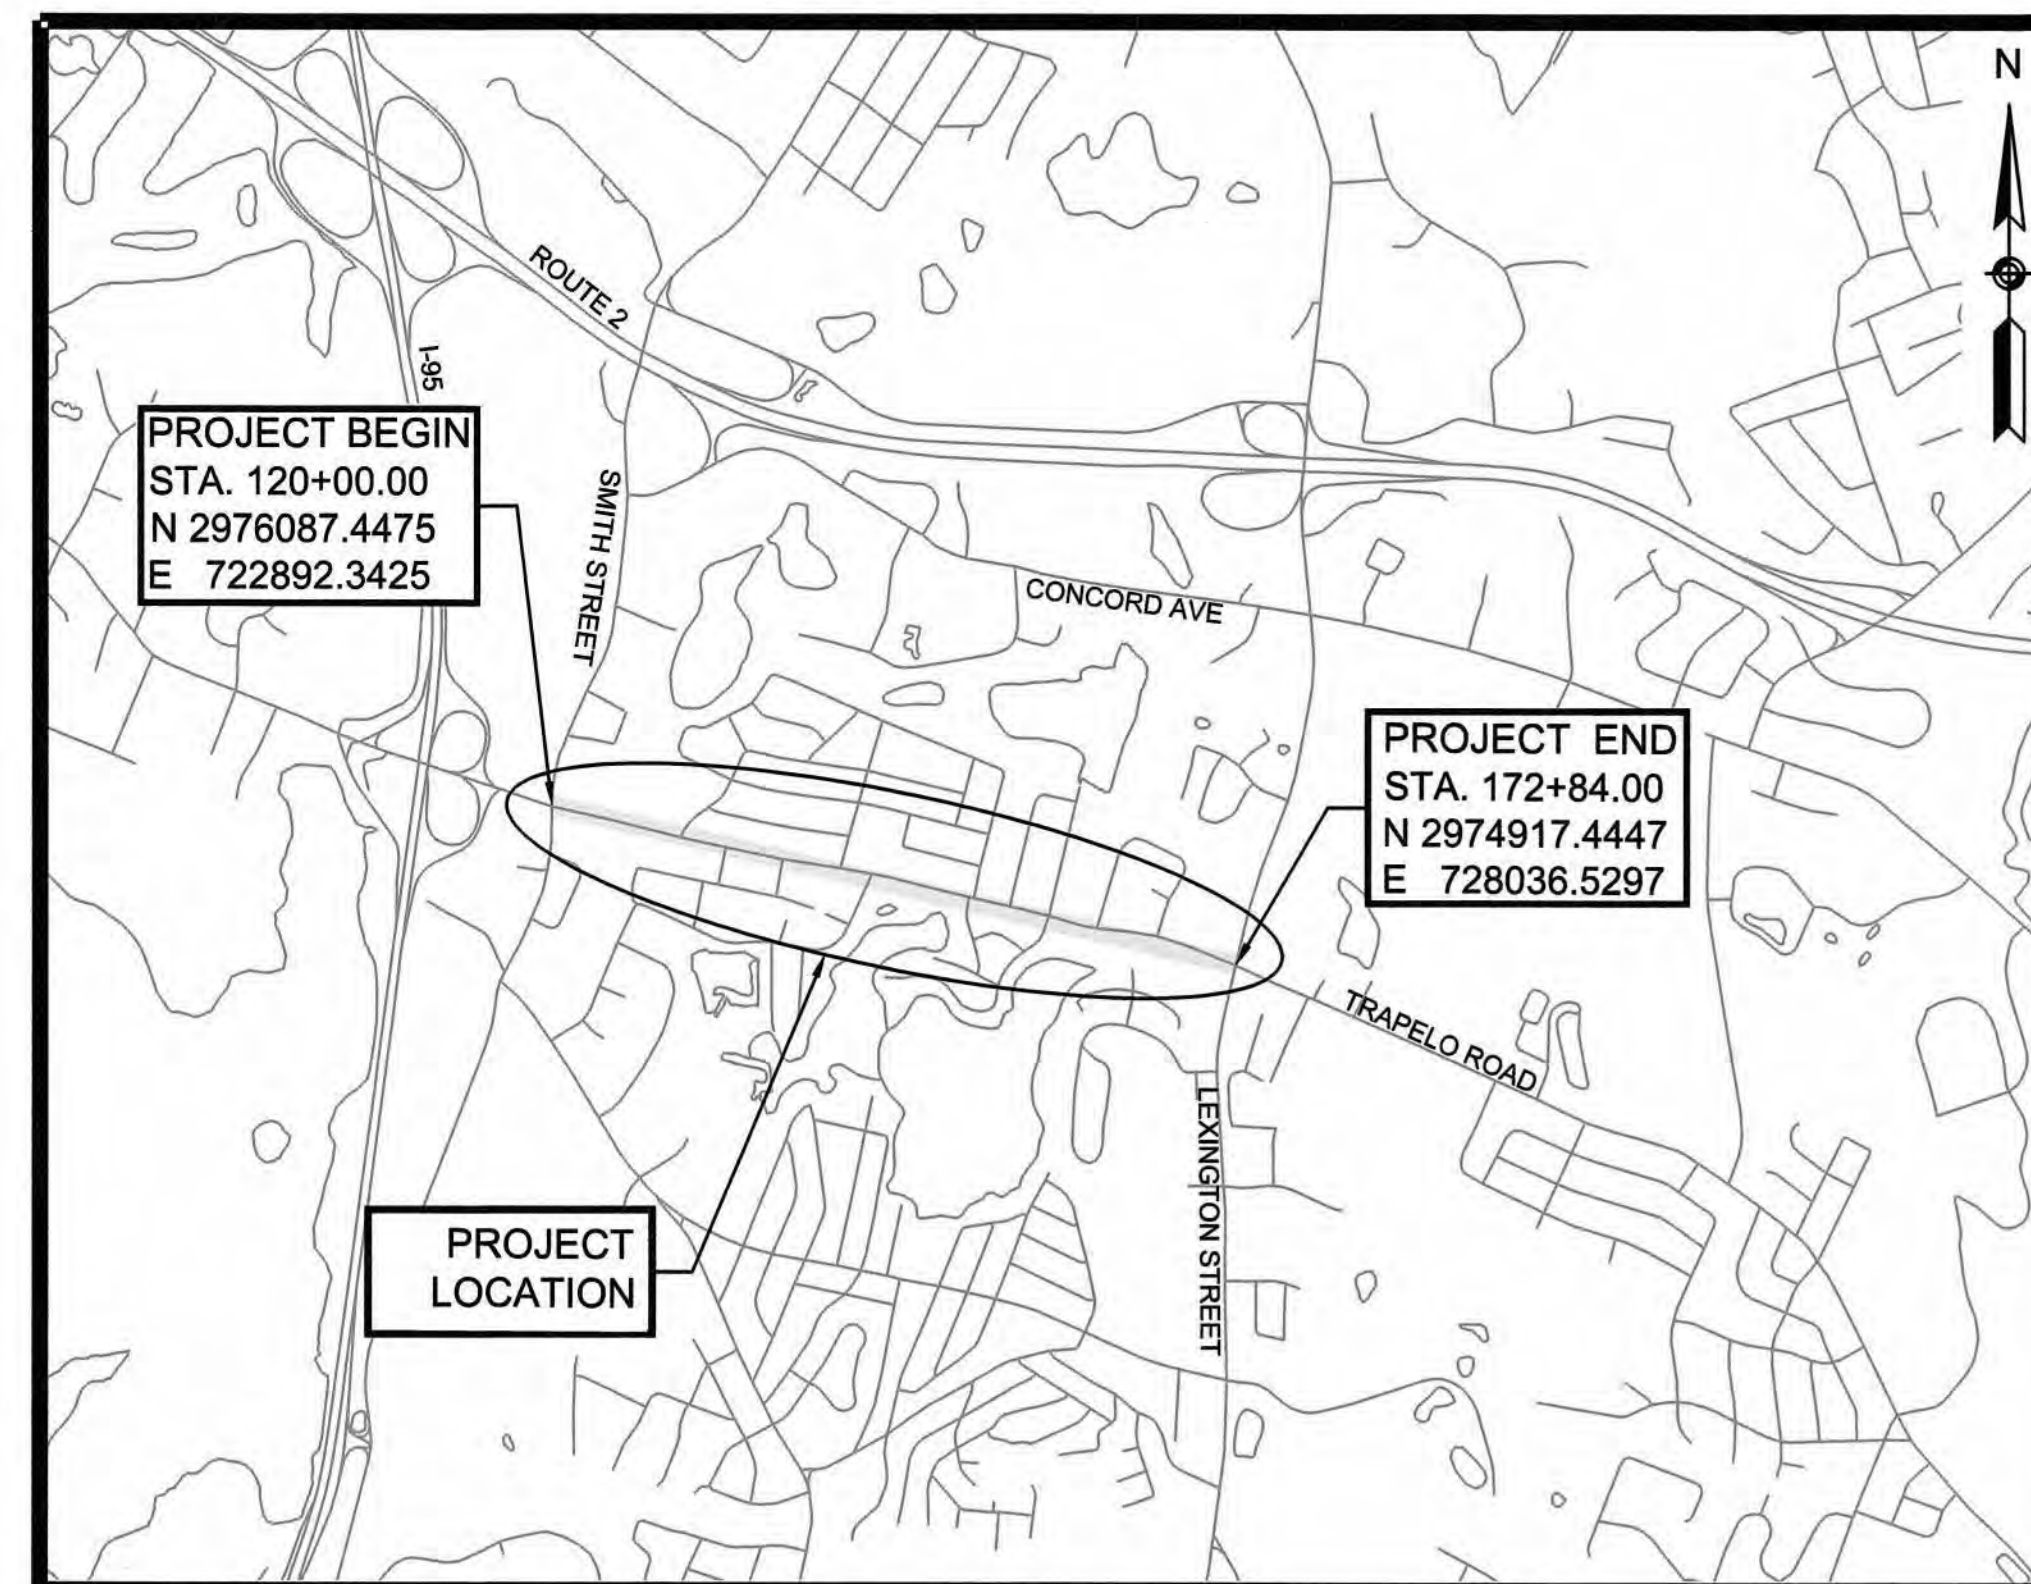 N
ROUTE 2
I-95
PROJECT BEGIN
STA. 120+00.00
N 2976087.4475
E 722892.3425
SMITH STREET
CONCORD AVE
PROJECT END
STA. 172+84.00
N 2974917.4447
E 728036.5297
TRAPELO ROAD
LEXINGTON STREET
PROJECT
LOCATION